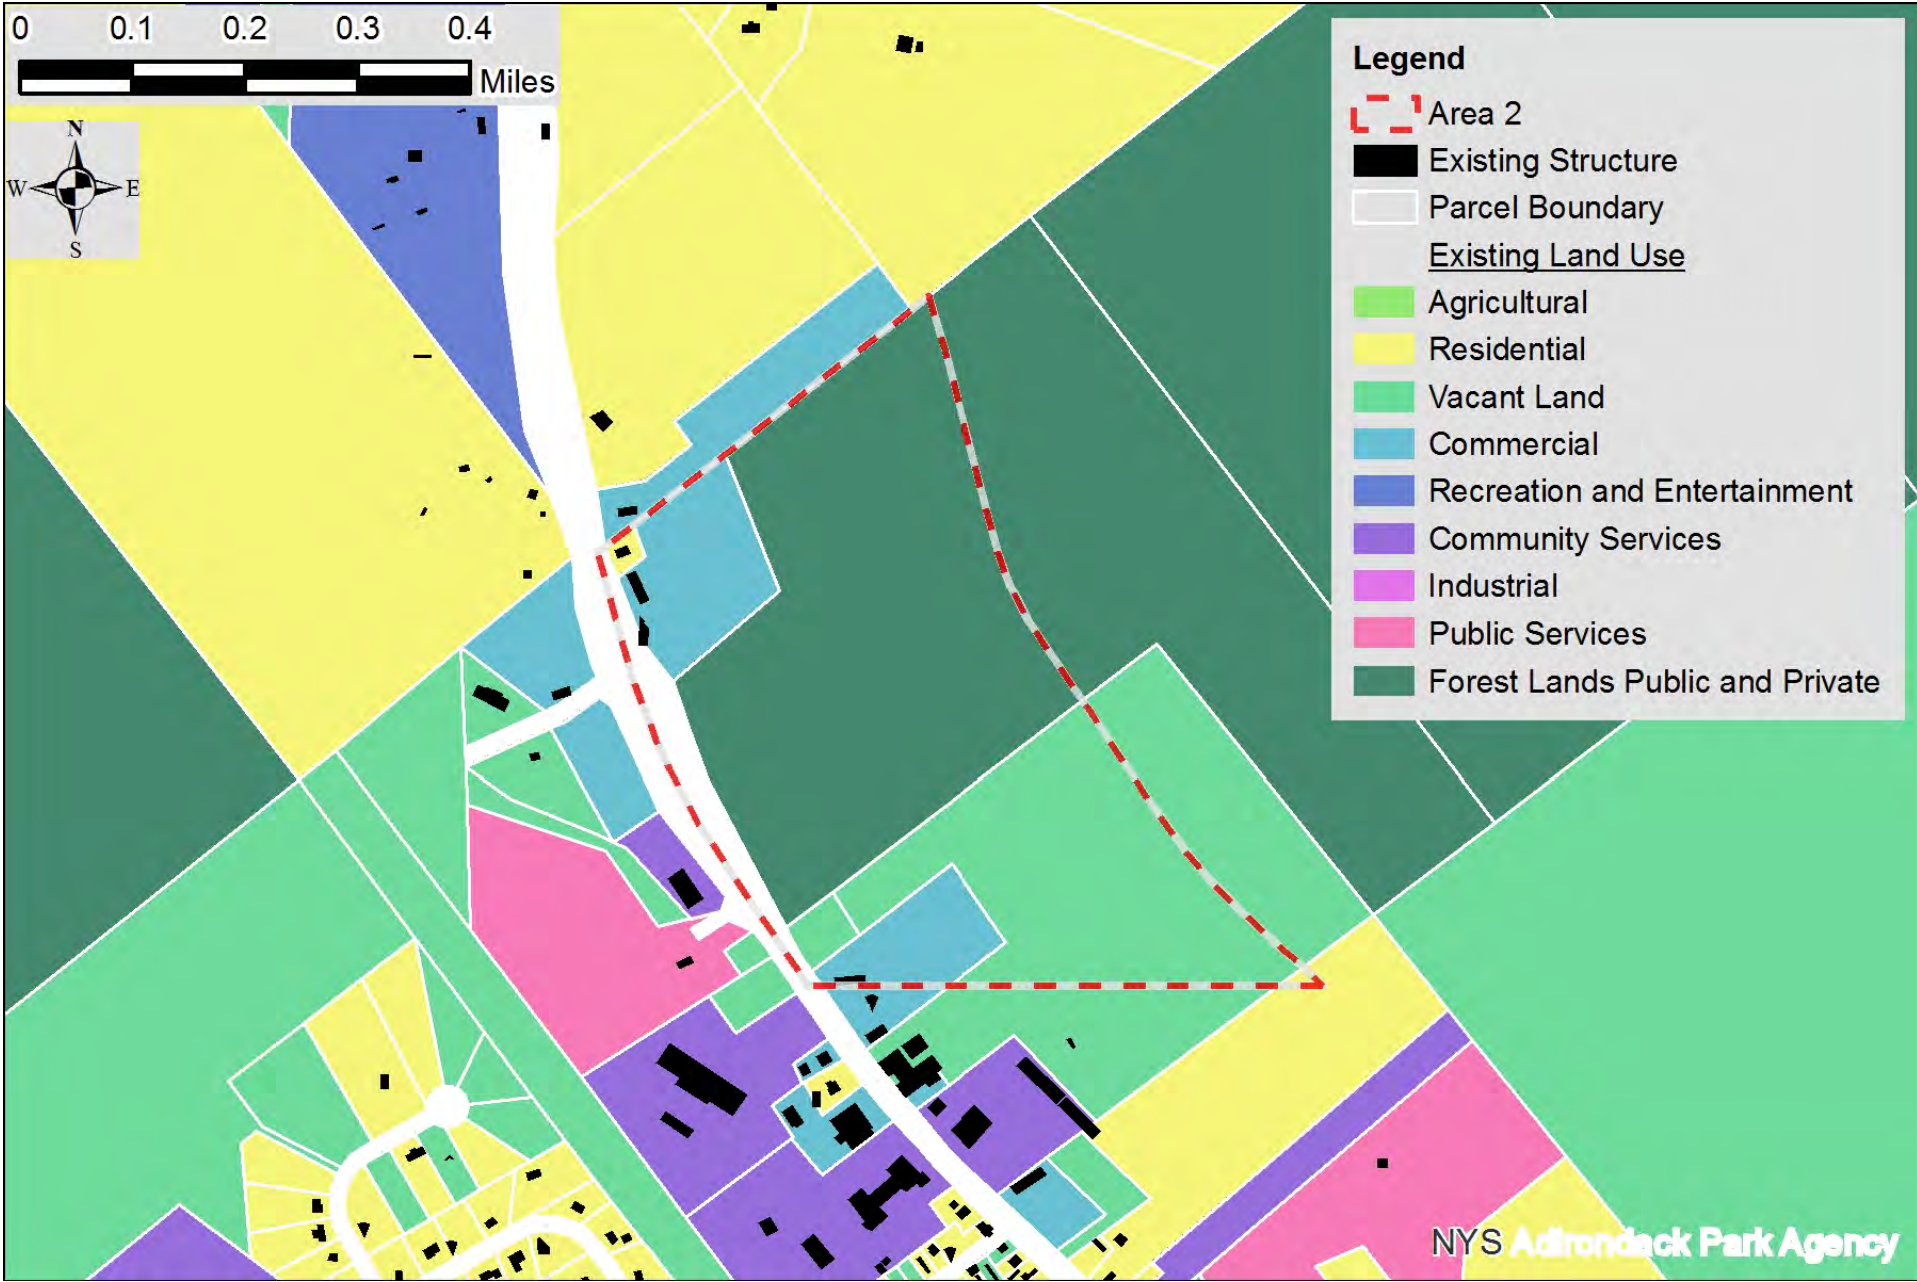 0 0.1 0.2 0.3 0.4
Miles
N
W E
S
Legend
Area 2
Existing Structure
Parcel Boundary
Existing Land Use
Agricultural
Residential
Vacant Land
Commercial
Recreation and Entertainment
Community Services
Industrial
Public Services
Forest Lands Public and Private
NYS Adirondack Park Agency